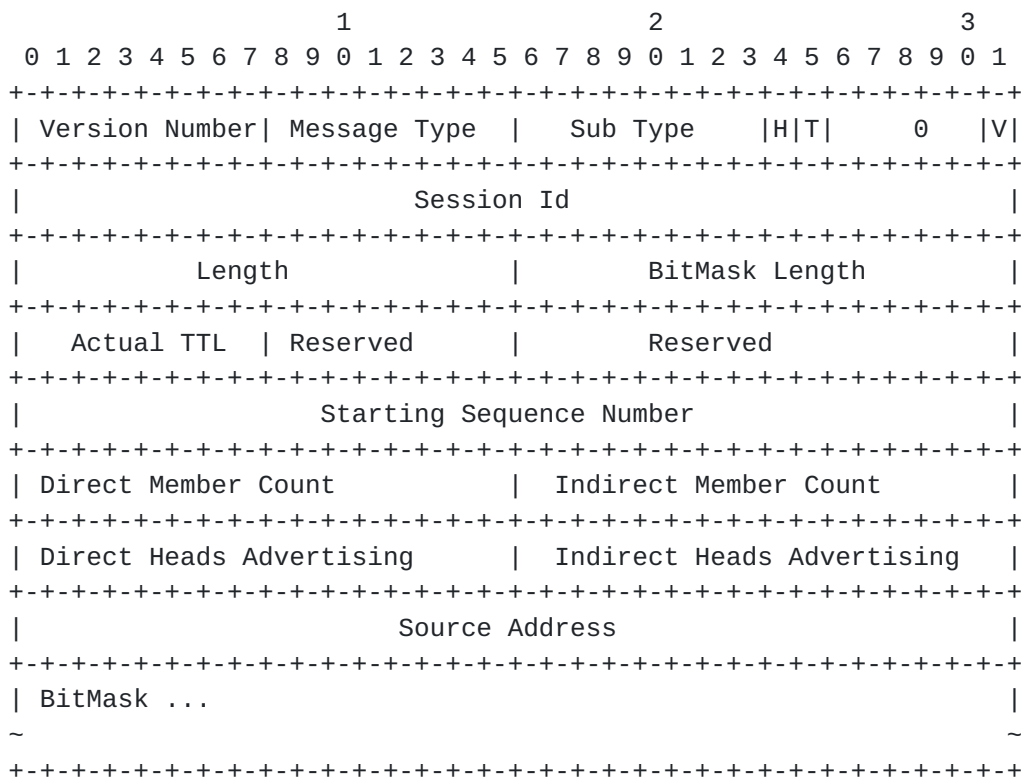 1                   2                   3
 0 1 2 3 4 5 6 7 8 9 0 1 2 3 4 5 6 7 8 9 0 1 2 3 4 5 6 7 8 9 0 1
+-+-+-+-+-+-+-+-+-+-+-+-+-+-+-+-+-+-+-+-+-+-+-+-+-+-+-+-+-+-+-+-+
| Version Number| Message Type  |   Sub Type    |H|T|     0   |V|
+-+-+-+-+-+-+-+-+-+-+-+-+-+-+-+-+-+-+-+-+-+-+-+-+-+-+-+-+-+-+-+-+
|                         Session Id                            |
+-+-+-+-+-+-+-+-+-+-+-+-+-+-+-+-+-+-+-+-+-+-+-+-+-+-+-+-+-+-+-+-+
|           Length              |        BitMask Length         |
+-+-+-+-+-+-+-+-+-+-+-+-+-+-+-+-+-+-+-+-+-+-+-+-+-+-+-+-+-+-+-+-+
|   Actual TTL  | Reserved      |        Reserved               |
+-+-+-+-+-+-+-+-+-+-+-+-+-+-+-+-+-+-+-+-+-+-+-+-+-+-+-+-+-+-+-+-+
|                   Starting Sequence Number                    |
+-+-+-+-+-+-+-+-+-+-+-+-+-+-+-+-+-+-+-+-+-+-+-+-+-+-+-+-+-+-+-+-+
| Direct Member Count           |  Indirect Member Count        |
+-+-+-+-+-+-+-+-+-+-+-+-+-+-+-+-+-+-+-+-+-+-+-+-+-+-+-+-+-+-+-+-+
| Direct Heads Advertising      |  Indirect Heads Advertising   |
+-+-+-+-+-+-+-+-+-+-+-+-+-+-+-+-+-+-+-+-+-+-+-+-+-+-+-+-+-+-+-+-+
|                        Source Address                         |
+-+-+-+-+-+-+-+-+-+-+-+-+-+-+-+-+-+-+-+-+-+-+-+-+-+-+-+-+-+-+-+-+
| BitMask ...                                                   |
~                                                               ~
+-+-+-+-+-+-+-+-+-+-+-+-+-+-+-+-+-+-+-+-+-+-+-+-+-+-+-+-+-+-+-+-+